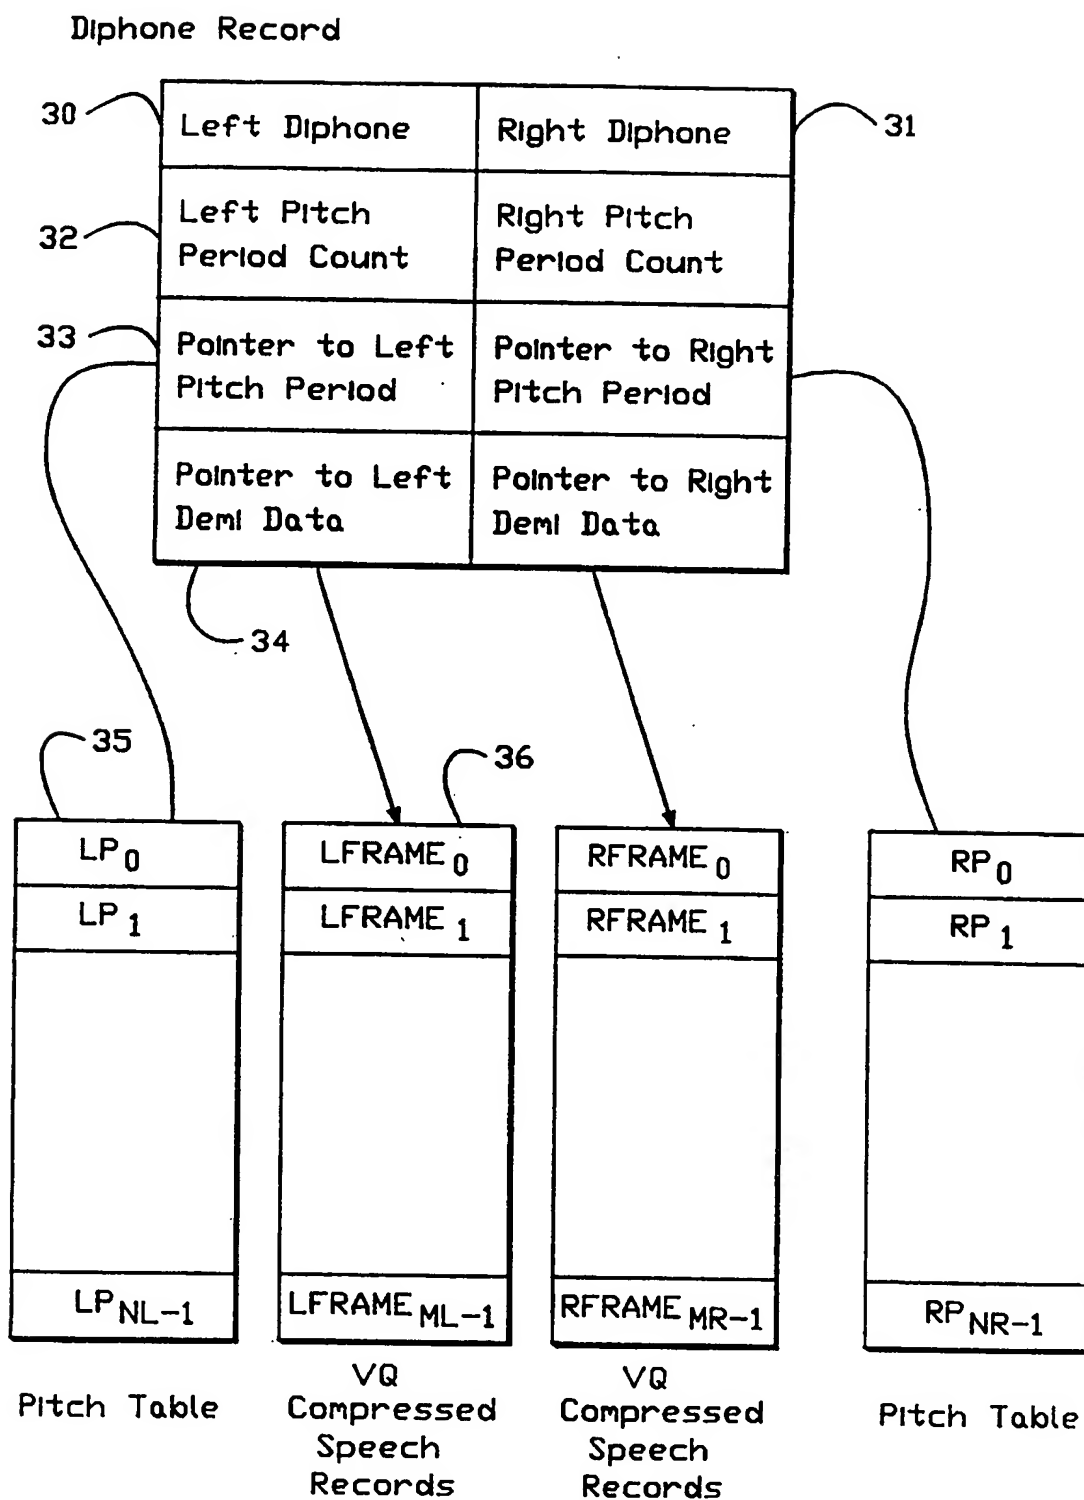 Diphone Record
30
Left Diphone
Right Diphone
31
32
Left Pitch
Period Count
Right Pitch
Period Count
33
Pointer to Left
Pitch Period
Pointer to Right
Pitch Period
Pointer to Left
Demi Data
Pointer to Right
Demi Data
34
35
36
LP0
LFRAME0
RFRAME0
RP0
LP1
LFRAME1
RFRAME1
RP1
LPNL-1
LFRAMEML-1
RFRAMEMR-1
RPNR-1
Pitch Table
VQ
Compressed
Speech
Records
VQ
Compressed
Speech
Records
Pitch Table